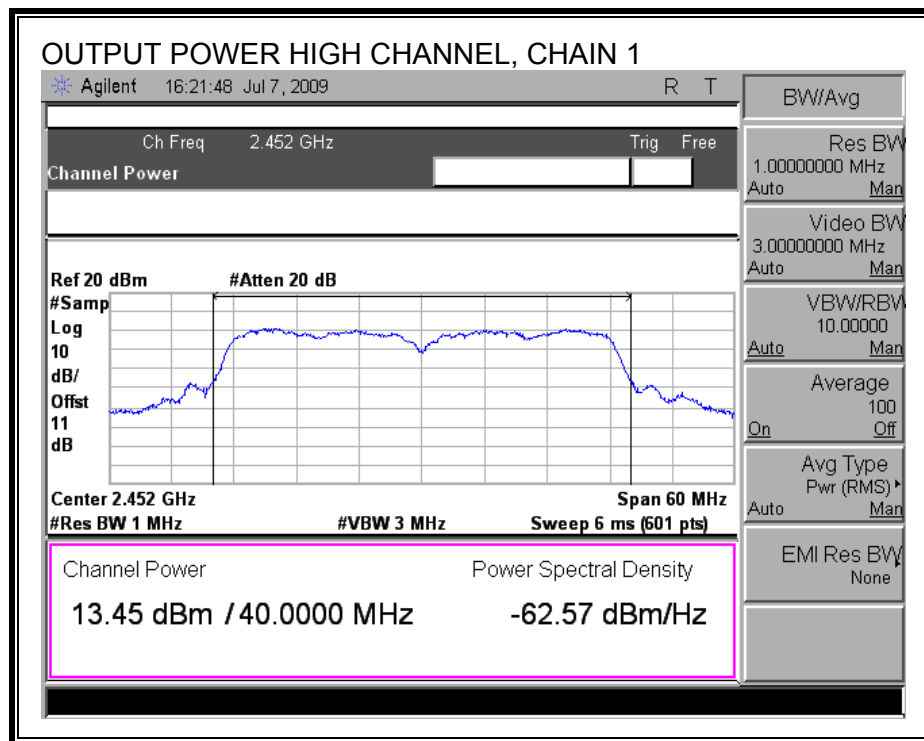 OUTPUT POWER HIGH CHANNEL, CHAIN 1
Agilent 16:21:48 Jul 7, 2009 R T
BW/Avg
Ch Freq 2.452 GHz Trig Free
Channel Power
Res BW
1.00000000 MHz
Auto Man
Video BW
3.00000000 MHz
Auto Man
Ref 20 dBm #Atten 20 dB
#Samp
Log
10
dB/
Offst
11
dB
VBW/RBW
10.00000
Auto Man
Average
100
On Off
Avg Type
Pwr (RMS)
Auto Man
Center 2.452 GHz Span 60 MHz
#Res BW 1 MHz #VBW 3 MHz Sweep 6 ms (601 pts)
EMI Res BW
None
Channel Power Power Spectral Density
13.45 dBm / 40.0000 MHz -62.57 dBm/Hz